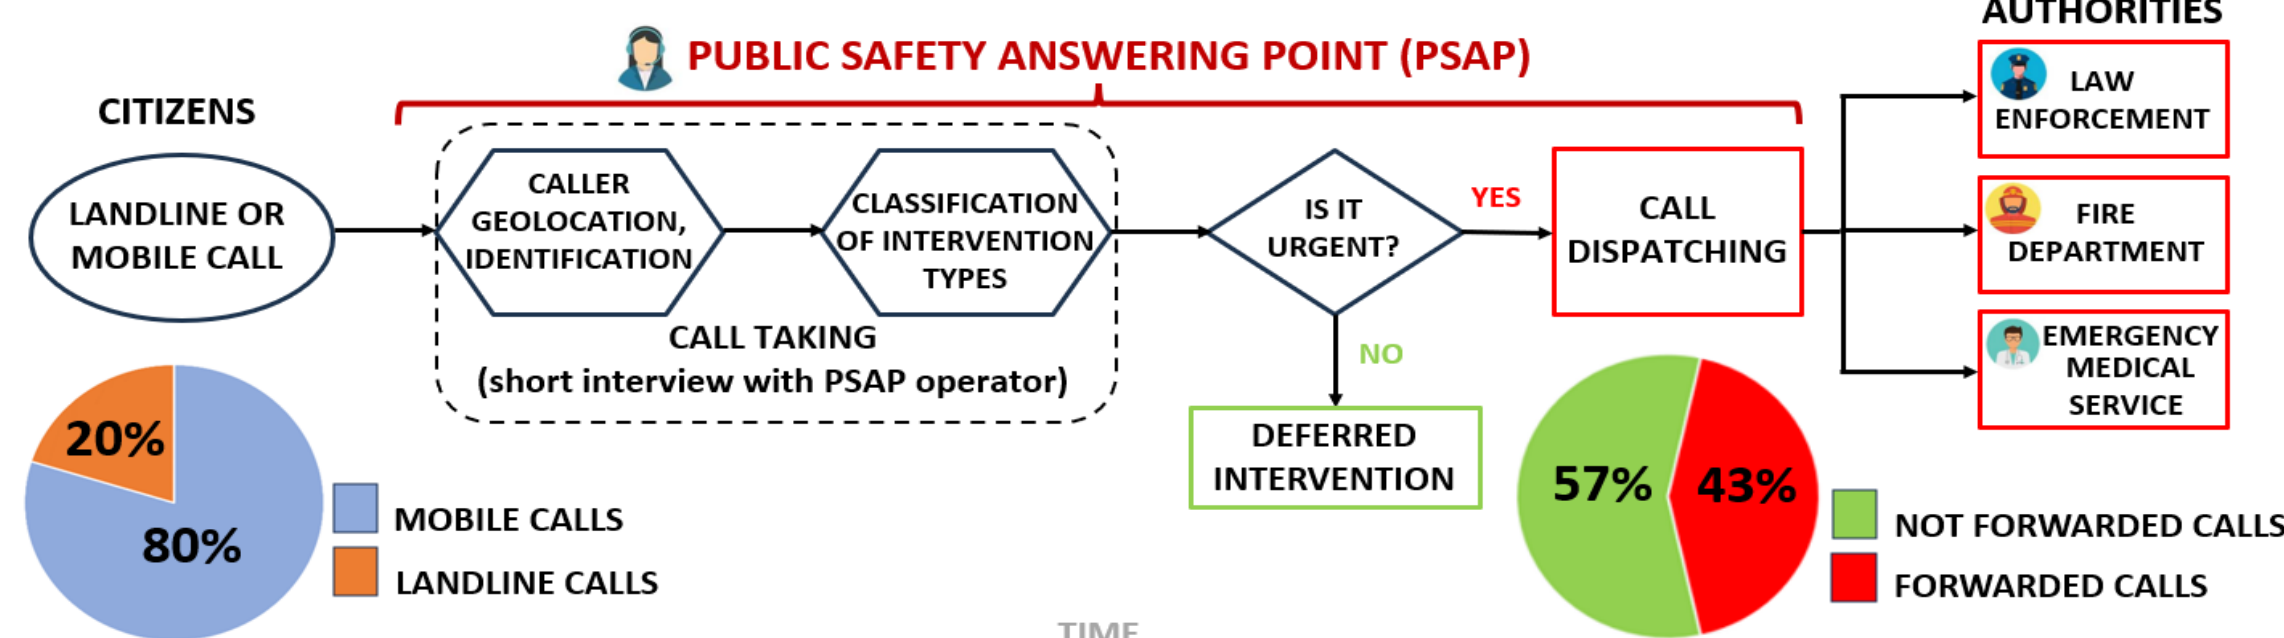 AUTHORITIES
PUBLIC SAFETY ANSWERING POINT (PSAP)
CITIZENS
LANDLINE OR
MOBILE CALL
CALLER
GEOLOCATION,
IDENTIFICATION
CLASSIFICATION
OF INTERVENTION
TYPES
CALL TAKING
(short interview with PSAP operator)
IS IT
URGENT?
YES
NO
DEFERRED
INTERVENTION
CALL
DISPATCHING
LAW
ENFORCEMENT
FIRE
DEPARTMENT
EMERGENCY
MEDICAL
SERVICE
20%
80%
MOBILE CALLS
LANDLINE CALLS
57%
43%
NOT FORWARDED CALLS
FORWARDED CALLS
TIME